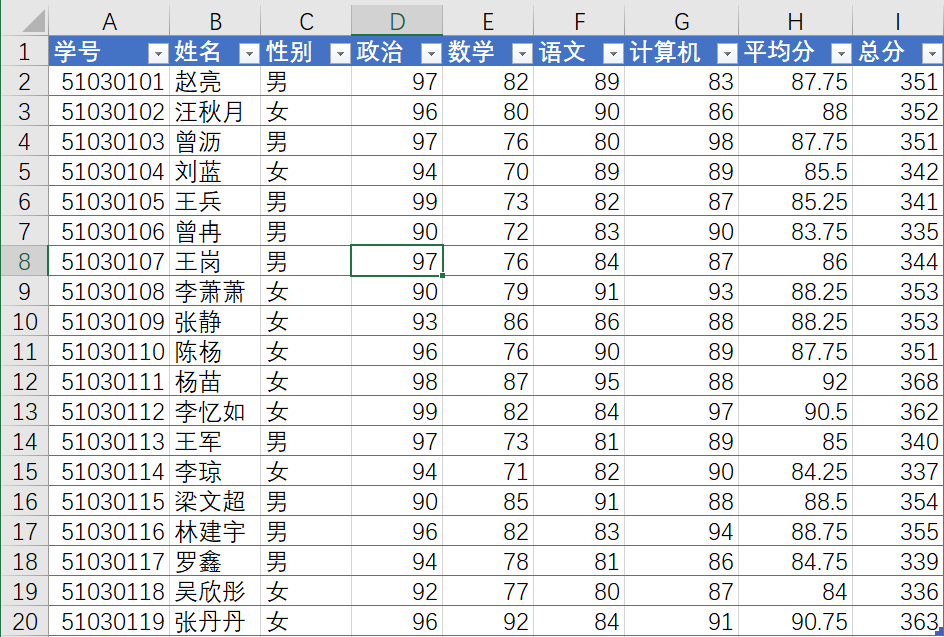 A B C D E F G H I
1 学号 姓名 性别 政治 数学 语文 计算机 平均分 总分
2 51030101 赵亮 男 97 82 89 83 87.75 351
3 51030102 汪秋月 女 96 80 90 86 88 352
4 51030103 曾沥 男 97 76 80 98 87.75 351
5 51030104 刘蓝 女 94 70 89 89 85.5 342
6 51030105 王兵 男 99 73 82 87 85.25 341
7 51030106 曾冉 男 90 72 83 90 83.75 335
8 51030107 王岗 男 97 76 84 87 86 344
9 51030108 李萧萧 女 90 79 91 93 88.25 353
10 51030109 张静 女 93 86 86 88 88.25 353
11 51030110 陈杨 女 96 76 90 89 87.75 351
12 51030111 杨苗 女 98 87 95 88 92 368
13 51030112 李忆如 女 99 82 84 97 90.5 362
14 51030113 王军 男 97 73 81 89 85 340
15 51030114 李琼 女 94 71 82 90 84.25 337
16 51030115 梁文超 男 90 85 91 88 88.5 354
17 51030116 林建宇 男 96 82 83 94 88.75 355
18 51030117 罗鑫 男 94 78 81 86 84.75 339
19 51030118 吴欣彤 女 92 77 80 87 84 336
20 51030119 张丹丹 女 96 92 84 91 90.75 363